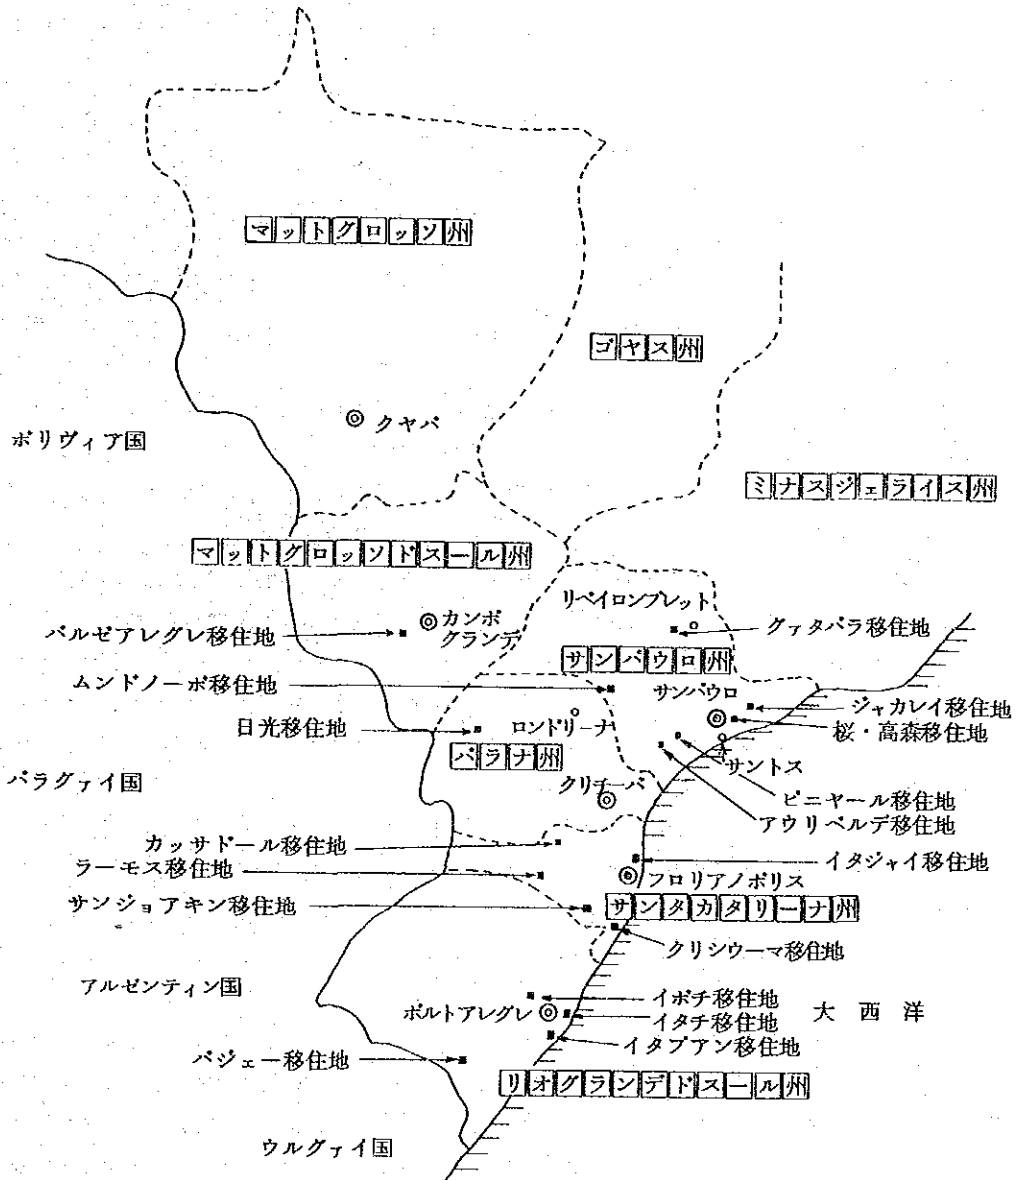 マットグロッソ州
ゴヤス州
クヤバ
ボリヴィア国
ミナスジェライス州
マットグロッソドスール州
リベイロンプレット
カンポ
グランデ
バルゼアレグレ移住地
グァタパラ移住地
サンパウロ州
ムンドノーボ移住地
サンパウロ
ジャカレイ移住地
日光移住地
ロンドリーナ
桜・高森移住地
パラナ州
サントス
パラグァイ国
クリチーバ
ピニヤール移住地
アウリベルデ移住地
カッサドール移住地
イタジャイ移住地
ラーモス移住地
フロリアノポリス
サンジョアキン移住地
サンタカタリーナ州
クリシウーマ移住地
アルゼンティン国
イボチ移住地
ポルトアレグレ
大西洋
イタチ移住地
イタプアン移住地
バジェー移住地
リオグランデドスール州
ウルグァイ国